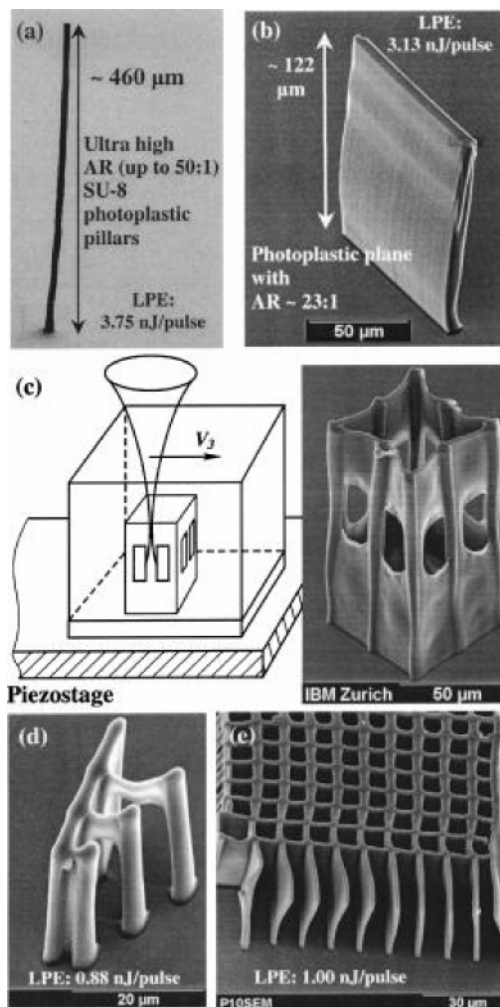 (a)
~ 460 μm
Ultra high
AR (up to 50:1)
SU-8
photoplastic
pillars
LPE:
3.75 nJ/pulse
(b)
LPE:
3.13 nJ/pulse
~ 122
μm
Photoplastic plane
with
AR ~ 23:1
50 μm
(c)
V3
Piezostage
IBM Zurich
50 μm
(d)
LPE: 0.88 nJ/pulse
20 μm
(e)
LPE: 1.00 nJ/pulse
P10SEM
30 μm